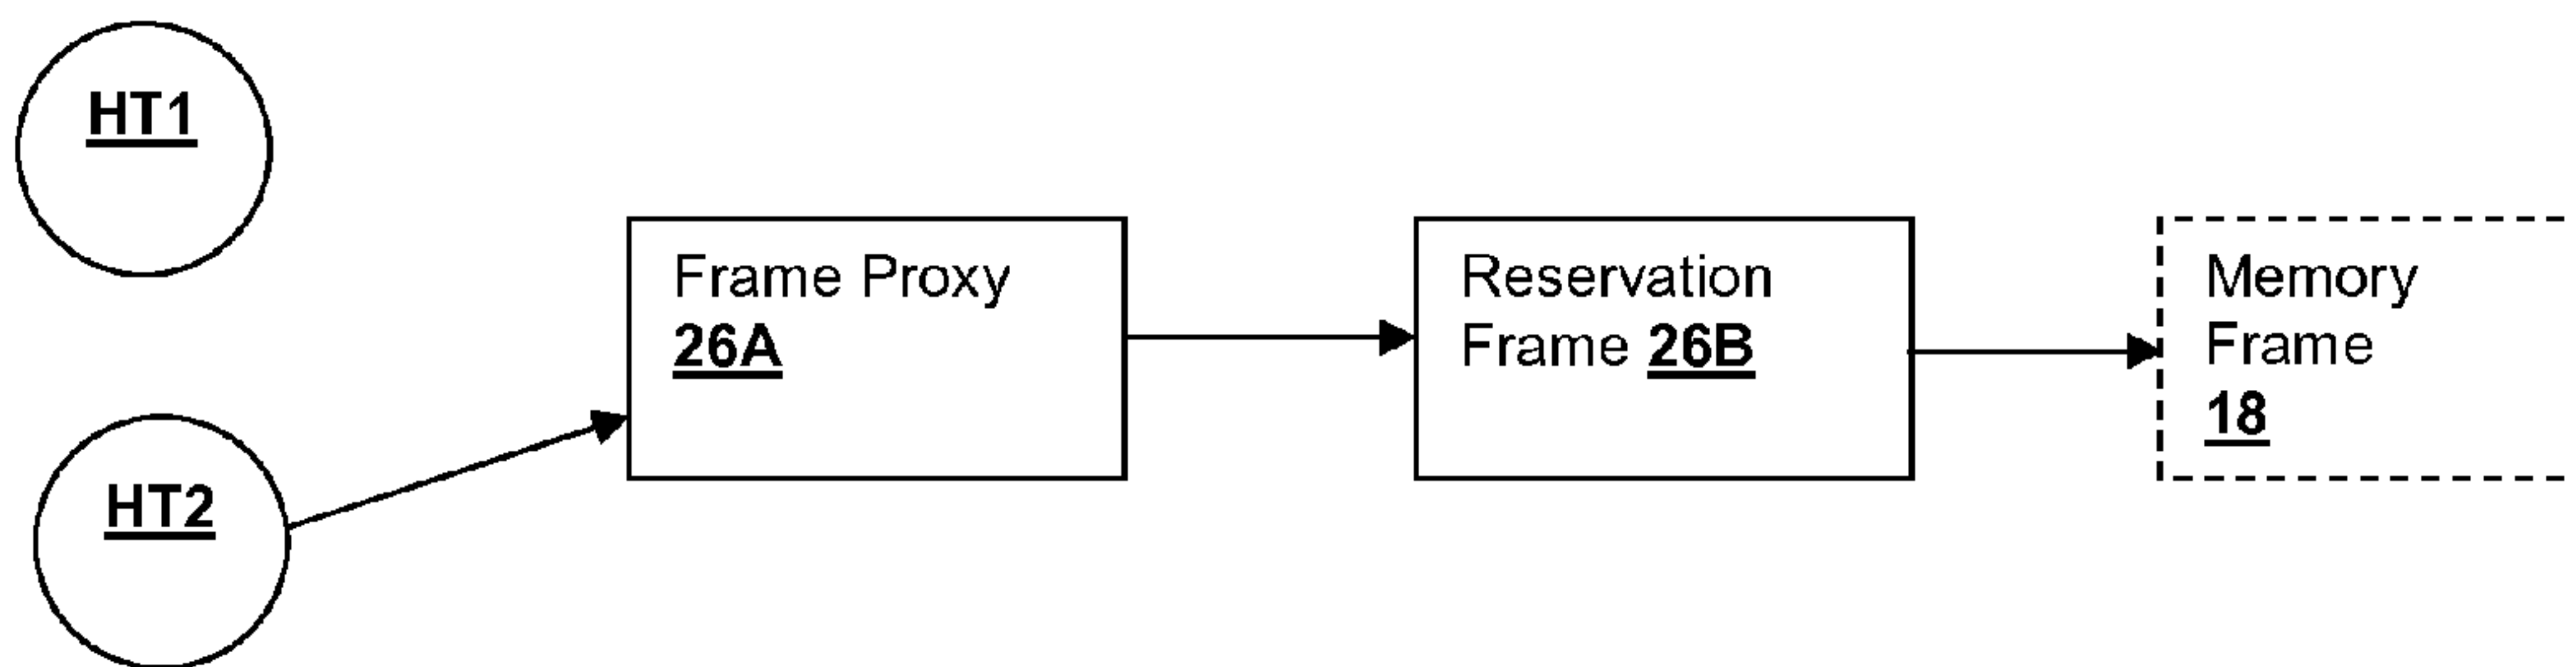 HT1
HT2
Frame Proxy
26A
Reservation
Frame 26B
Memory
Frame
18